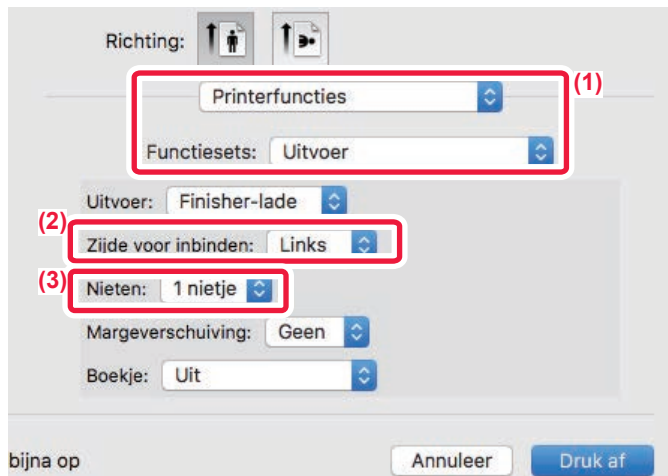 Richting:
(1)
Printerfuncties
Functiesets: Uitvoer
Uitvoer: Finisher-lade
(2)
Zijde voor inbinden: Links
(3)
Nieten: 1 nietje
Margeverschuiving: Geen
Boekje: Uit
bijna op Annuleer Druk af